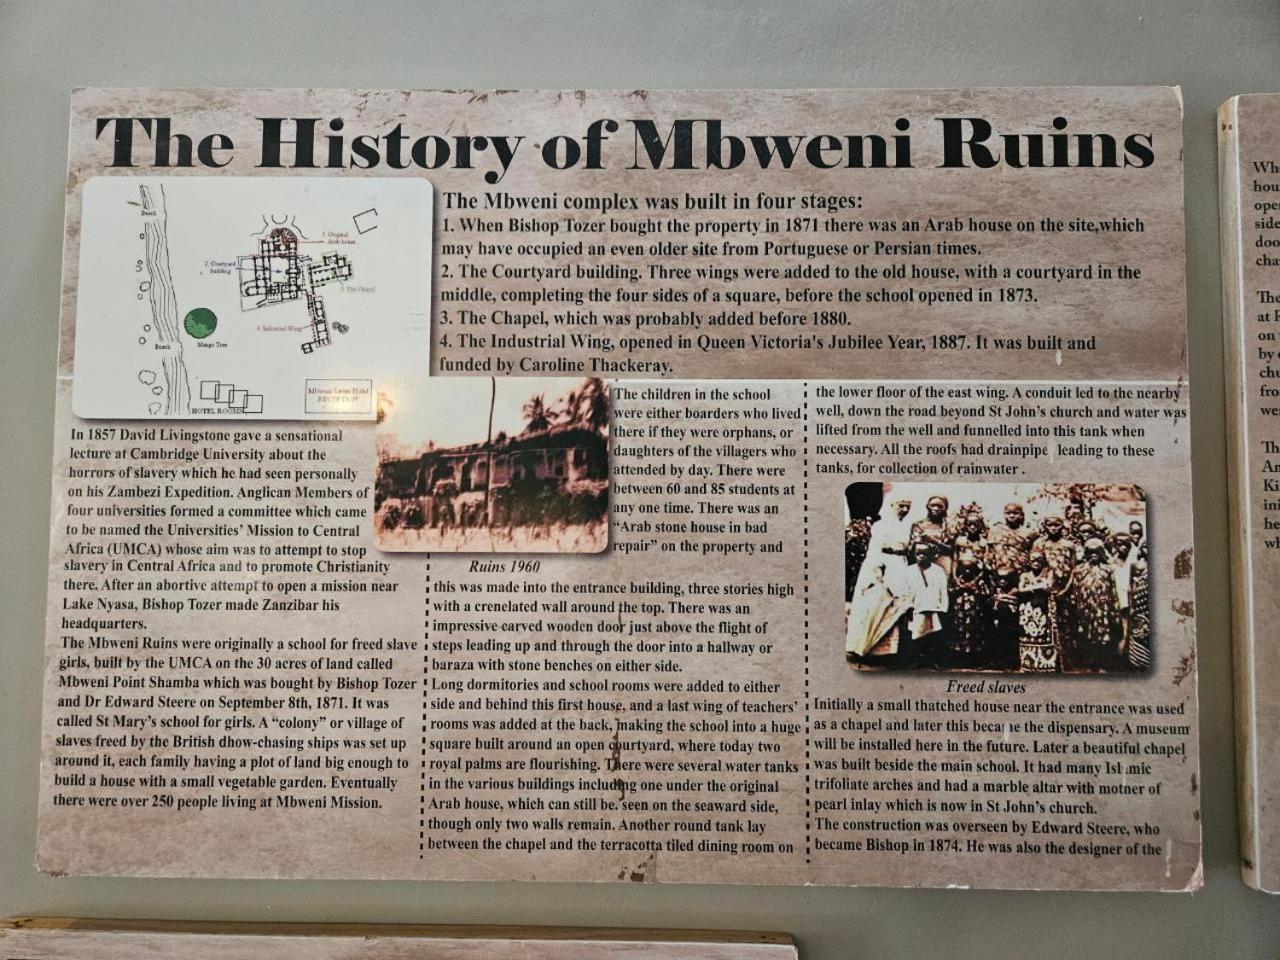 The History of Mbweni Ruins
Beach
1. Original
Arab house
2. Courtyard
building
3. The Chapel
4. Industrial Wing
Mango Tree
Beach
HOTEL ROOMS
Mbweni Ruins Hotel
RECEPTION
The Mbweni complex was built in four stages:
1. When Bishop Tozer bought the property in 1871 there was an Arab house on the site,which
may have occupied an even older site from Portuguese or Persian times.
2. The Courtyard building. Three wings were added to the old house, with a courtyard in the
middle, completing the four sides of a square, before the school opened in 1873.
3. The Chapel, which was probably added before 1880.
4. The Industrial Wing, opened in Queen Victoria's Jubilee Year, 1887. It was built and
funded by Caroline Thackeray.
In 1857 David Livingstone gave a sensational
lecture at Cambridge University about the
horrors of slavery which he had seen personally
on his Zambezi Expedition. Anglican Members of
four universities formed a committee which came
to be named the Universities' Mission to Central
Africa (UMCA) whose aim was to attempt to stop
slavery in Central Africa and to promote Christianity
there. After an abortive attempt to open a mission near
Lake Nyasa, Bishop Tozer made Zanzibar his
headquarters.
The Mbweni Ruins were originally a school for freed slave
girls, built by the UMCA on the 30 acres of land called
Mbweni Point Shamba which was bought by Bishop Tozer
and Dr Edward Steere on September 8th, 1871. It was
called St Mary's school for girls. A "colony" or village of
slaves freed by the British dhow-chasing ships was set up
around it, each family having a plot of land big enough to
build a house with a small vegetable garden. Eventually
there were over 250 people living at Mbweni Mission.
Ruins 1960
The children in the school
were either boarders who lived
there if they were orphans, or
daughters of the villagers who
attended by day. There were
between 60 and 85 students at
any one time. There was an
"Arab stone house in bad
repair" on the property and
this was made into the entrance building, three stories high
with a crenelated wall around the top. There was an
impressive carved wooden door just above the flight of
steps leading up and through the door into a hallway or
baraza with stone benches on either side.
Long dormitories and school rooms were added to either
side and behind this first house, and a last wing of teachers'
rooms was added at the back, making the school into a huge
square built around an open courtyard, where today two
royal palms are flourishing. There were several water tanks
in the various buildings including one under the original
Arab house, which can still be seen on the seaward side,
though only two walls remain. Another round tank lay
between the chapel and the terracotta tiled dining room on
the lower floor of the east wing. A conduit led to the nearby
well, down the road beyond St John's church and water was
lifted from the well and funnelled into this tank when
necessary. All the roofs had drainpipe leading to these
tanks, for collection of rainwater .
Freed slaves
Initially a small thatched house near the entrance was used
as a chapel and later this became the dispensary. A museum
will be installed here in the future. Later a beautiful chapel
was built beside the main school. It had many Islamic
trifoliate arches and had a marble altar with motner of
pearl inlay which is now in St John's church.
The construction was overseen by Edward Steere, who
became Bishop in 1874. He was also the designer of the